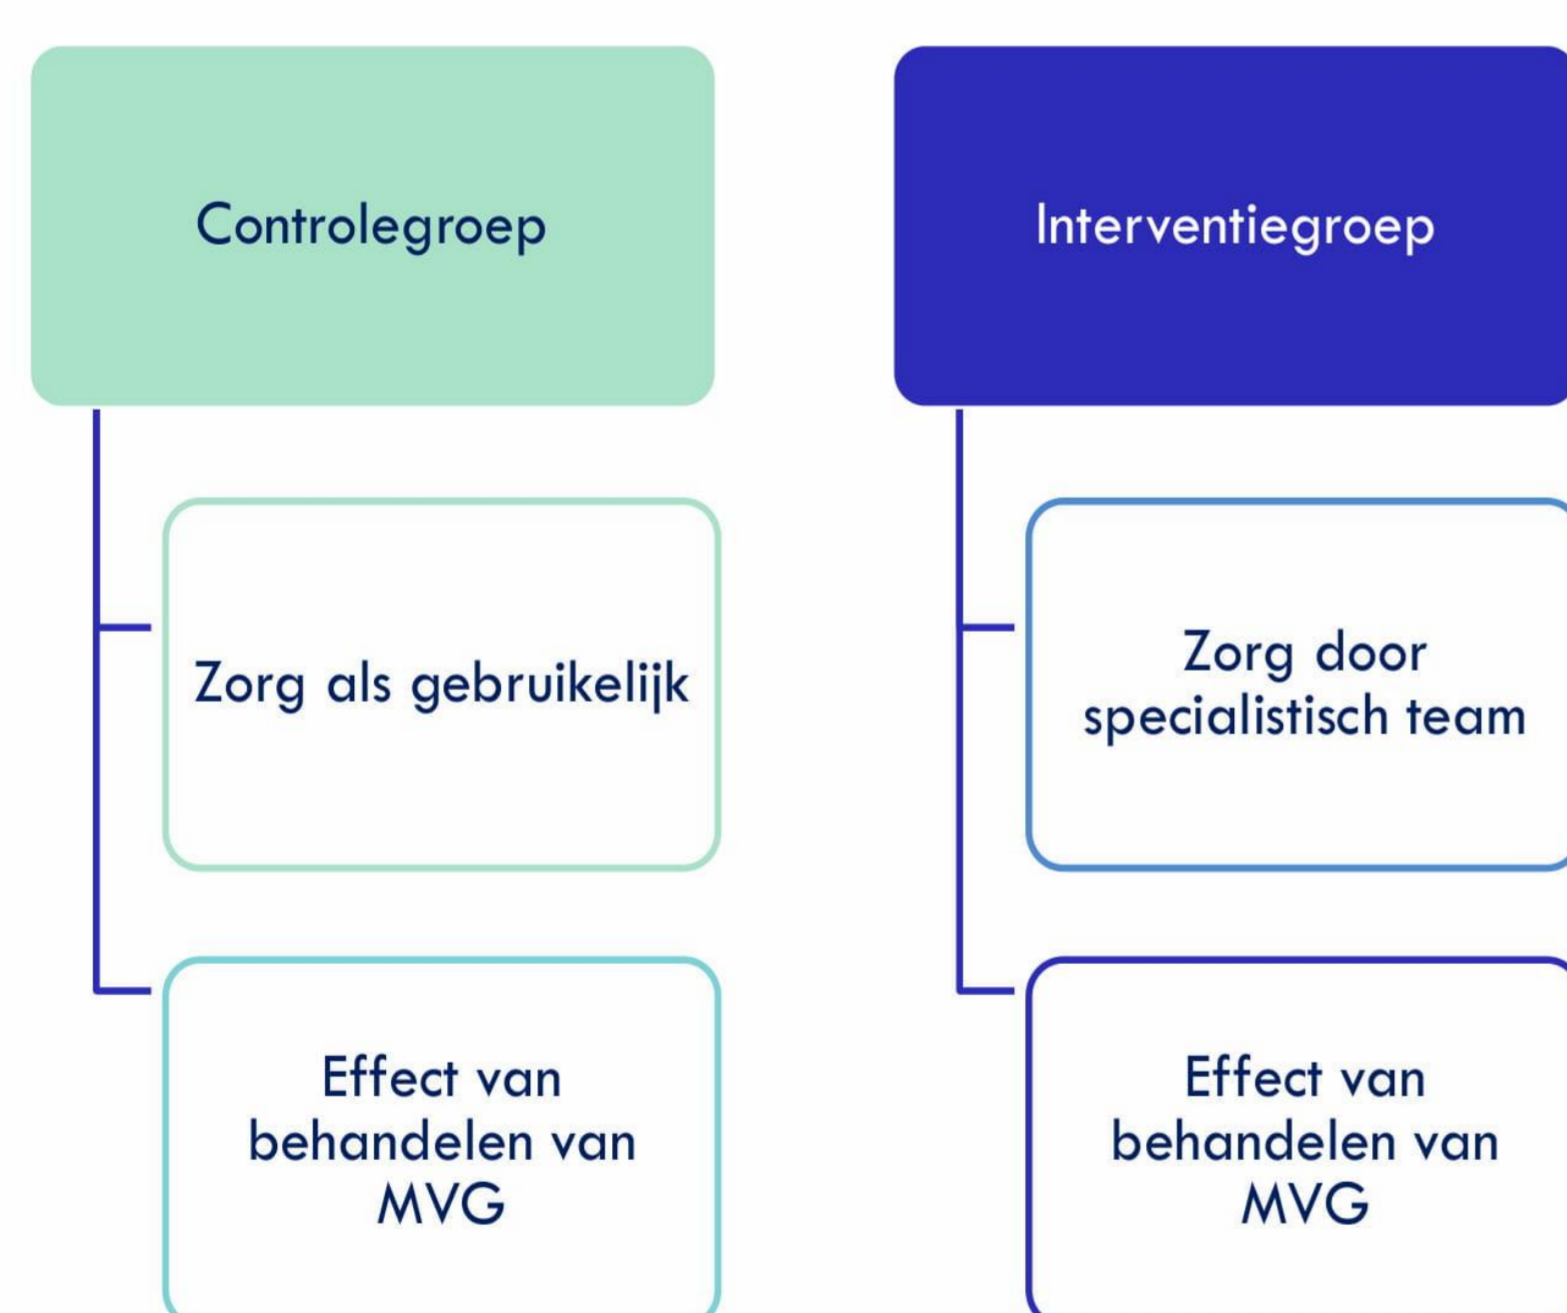 Controlegroep
Zorg als gebruikelijk
Effect van
behandelen van
MVG
Interventiegroep
Zorg door
specialistisch team
Effect van
behandelen van
MVG